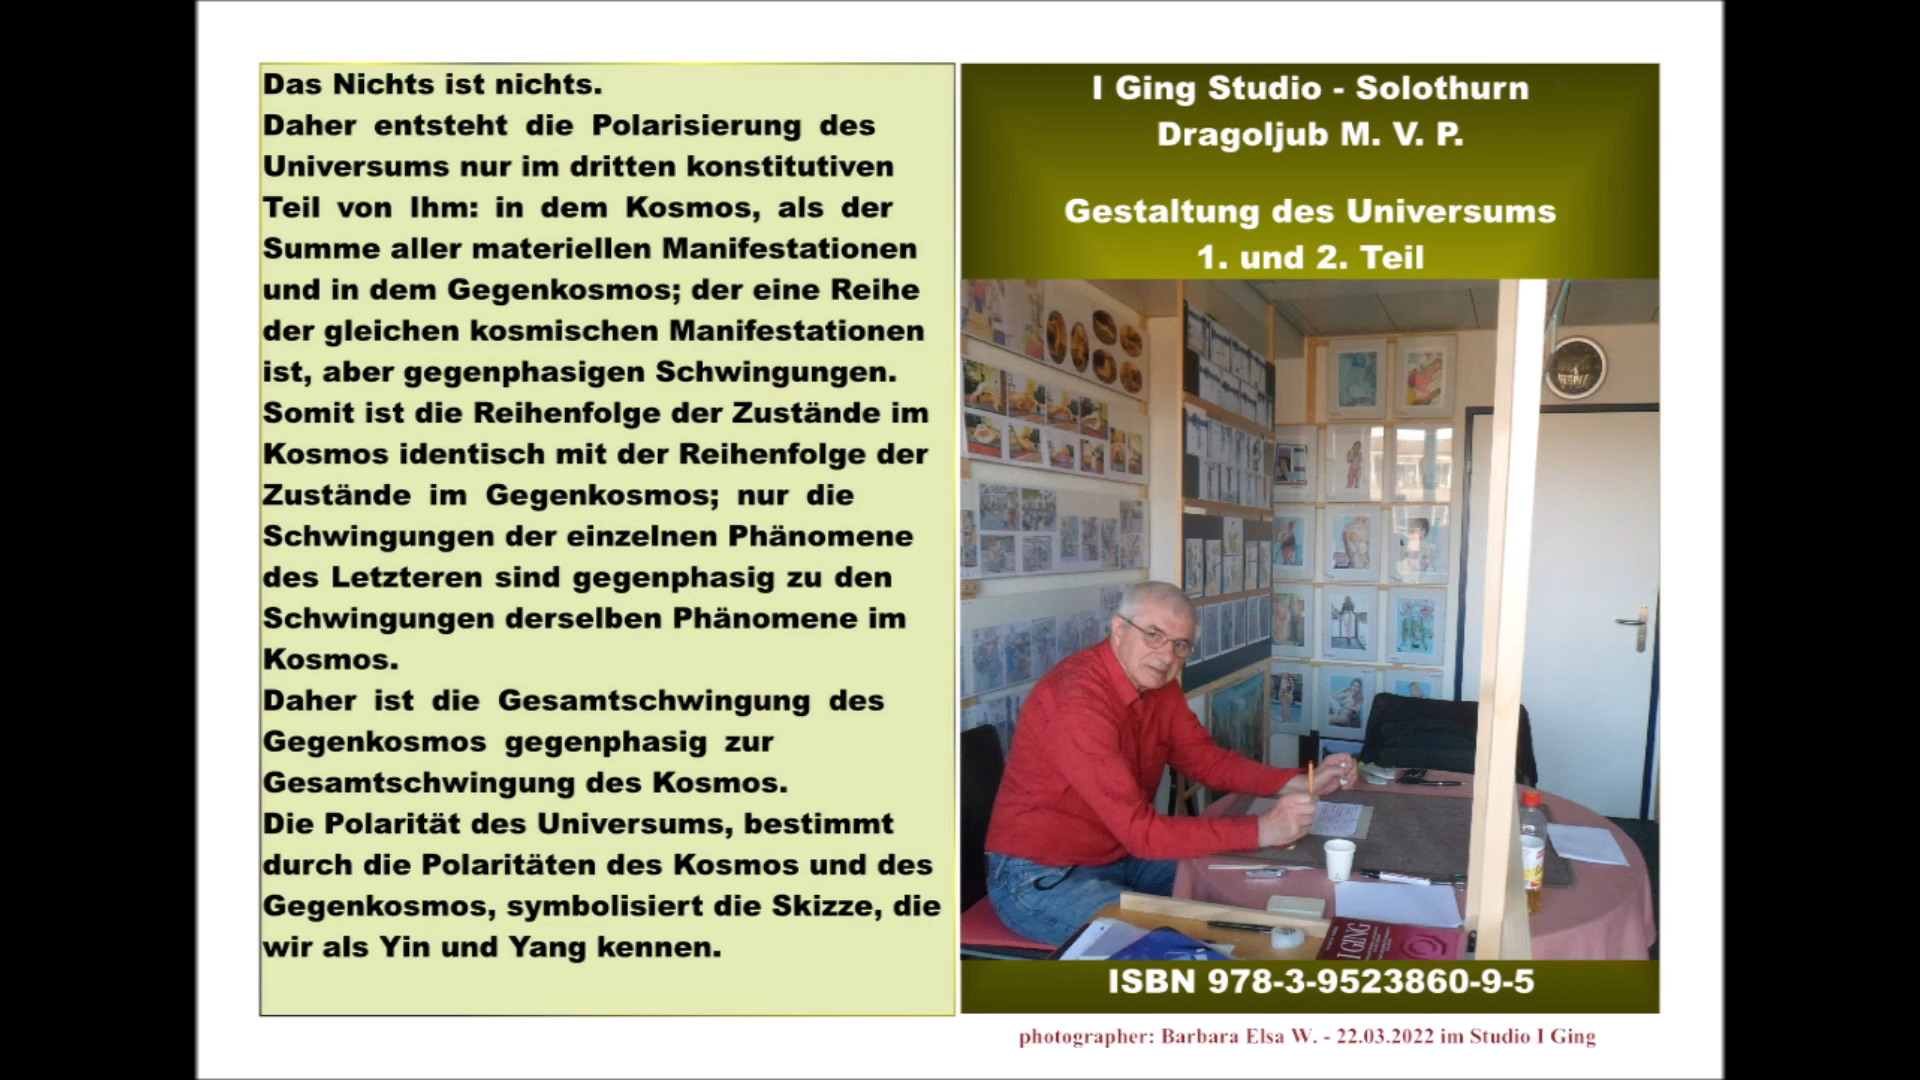 Das Nichts ist nichts.
Daher entsteht die Polarisierung des
Universums nur im dritten konstitutiven
Teil von Ihm: in dem Kosmos, als der
Summe aller materiellen Manifestationen
und in dem Gegenkosmos; der eine Reihe
der gleichen kosmischen Manifestationen
ist, aber gegenphasigen Schwingungen.
Somit ist die Reihenfolge der Zustände im
Kosmos identisch mit der Reihenfolge der
Zustände im Gegenkosmos; nur die
Schwingungen der einzelnen Phänomene
des Letzteren sind gegenphasig zu den
Schwingungen derselben Phänomene im
Kosmos.
Daher ist die Gesamtschwingung des
Gegenkosmos gegenphasig zur
Gesamtschwingung des Kosmos.
Die Polarität des Universums, bestimmt
durch die Polaritäten des Kosmos und des
Gegenkosmos, symbolisiert die Skizze, die
wir als Yin und Yang kennen.
I Ging Studio - Solothurn
Dragoljub M. V. P.
Gestaltung des Universums
1. und 2. Teil
I GING
ISBN 978-3-9523860-9-5
photographer: Barbara Elsa W. - 22.03.2022 im Studio I Ging